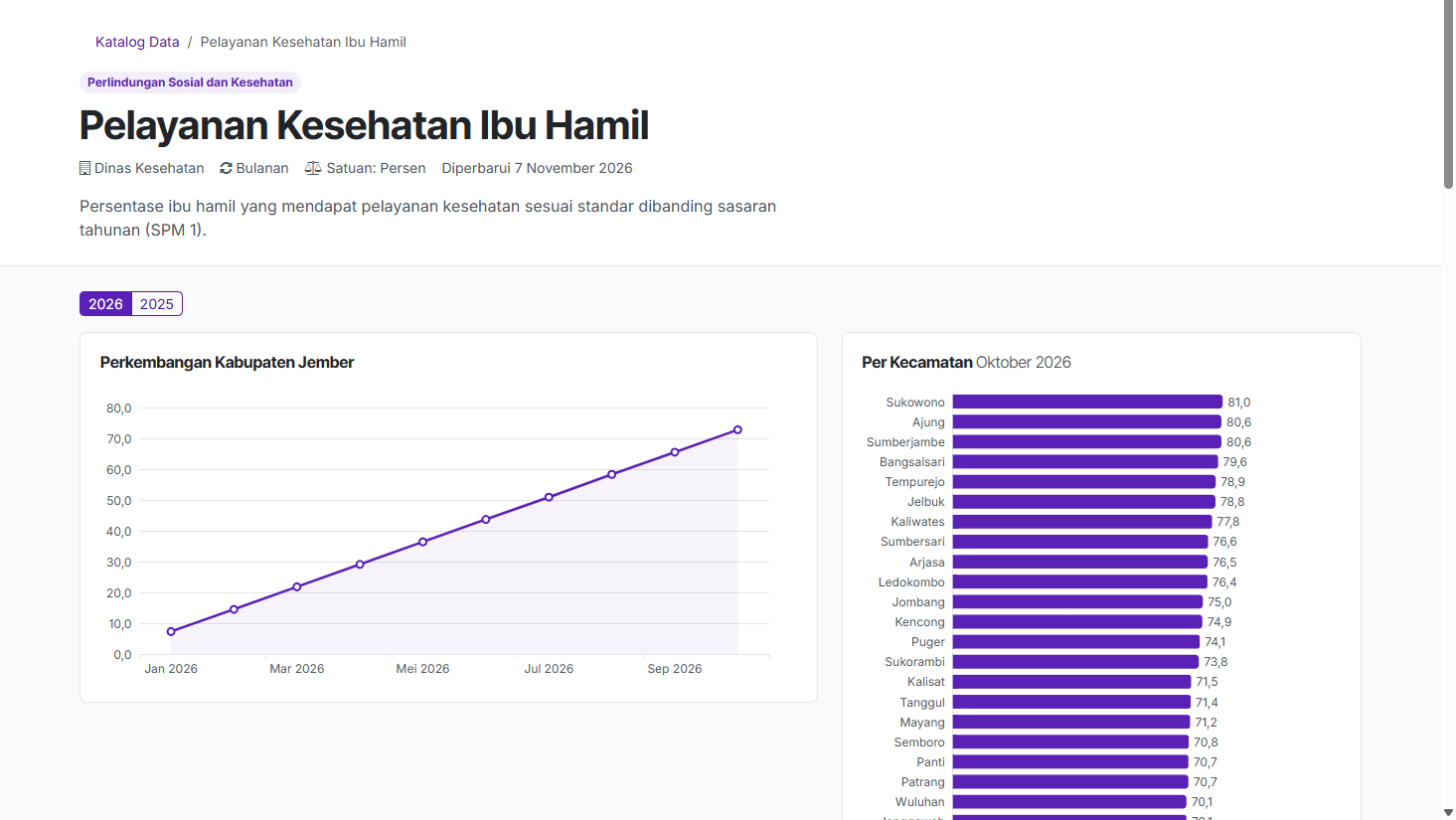 Katalog Data / Pelayanan Kesehatan Ibu Hamil
Perlindungan Sosial dan Kesehatan
Pelayanan Kesehatan Ibu Hamil
Dinas Kesehatan Bulanan Satuan: Persen Diperbarui 7 November 2026
Persentase ibu hamil yang mendapat pelayanan kesehatan sesuai standar dibanding sasaran
tahunan (SPM 1).
2026 2025
Perkembangan Kabupaten Jember
80,0
70,0
60,0
50,0
40,0
30,0
20,0
10,0
0,0
Jan 2026 Mar 2026 Mei 2026 Jul 2026 Sep 2026
Per Kecamatan Oktober 2026
Sukowono 81,0
Ajung 80,6
Sumberjambe 80,6
Bangsalsari 79,6
Tempurejo 78,9
Jelbuk 78,8
Kaliwates 77,8
Sumbersari 76,6
Arjasa 76,5
Ledokombo 76,4
Jombang 75,0
Kencong 74,9
Puger 74,1
Sukorambi 73,8
Kalisat 71,5
Tanggul 71,4
Mayang 71,2
Semboro 70,8
Panti 70,7
Patrang 70,7
Wuluhan 70,1